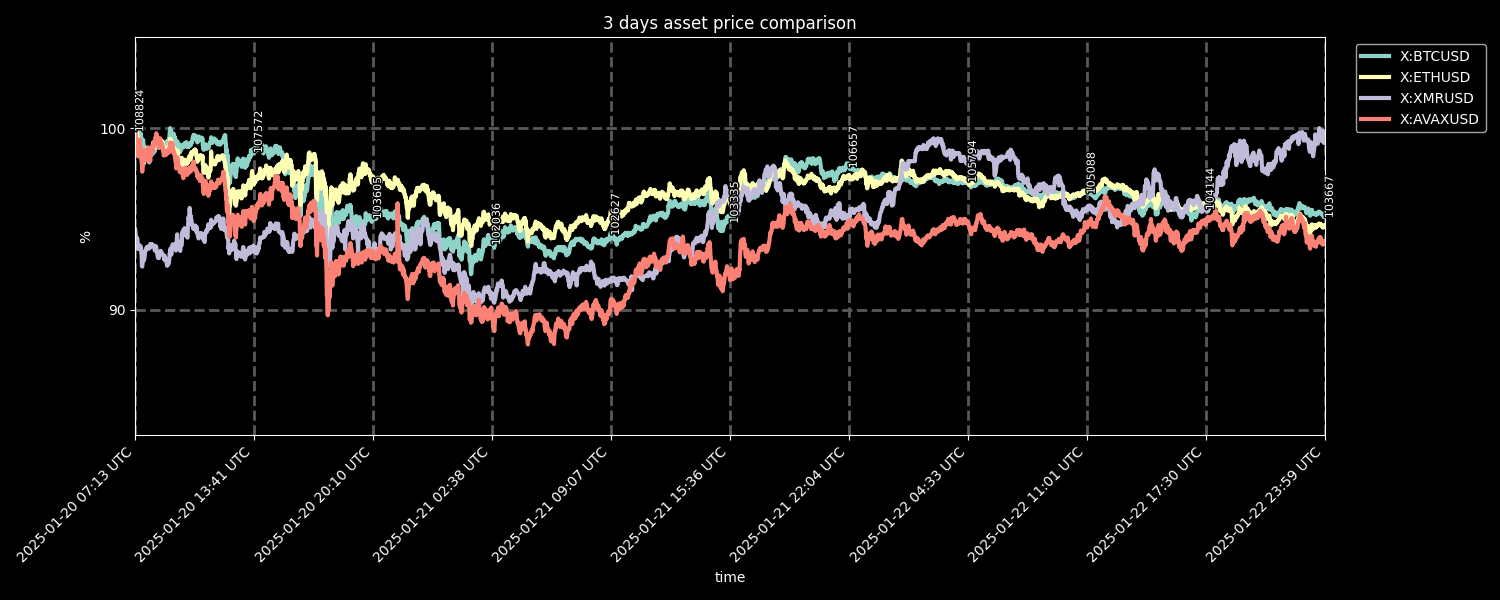 3 days asset price comparison
X:BTCUSD
X:ETHUSD
X:XMRUSD
X:AVAXUSD
100
90
%
108824
107572
103605
102036
102627
103335
106657
105794
105088
104144
103667
2025-01-20 07:13 UTC
2025-01-20 13:41 UTC
2025-01-20 20:10 UTC
2025-01-21 02:38 UTC
2025-01-21 09:07 UTC
2025-01-21 15:36 UTC
2025-01-21 22:04 UTC
2025-01-22 04:33 UTC
2025-01-22 11:01 UTC
2025-01-22 17:30 UTC
2025-01-22 23:59 UTC
time